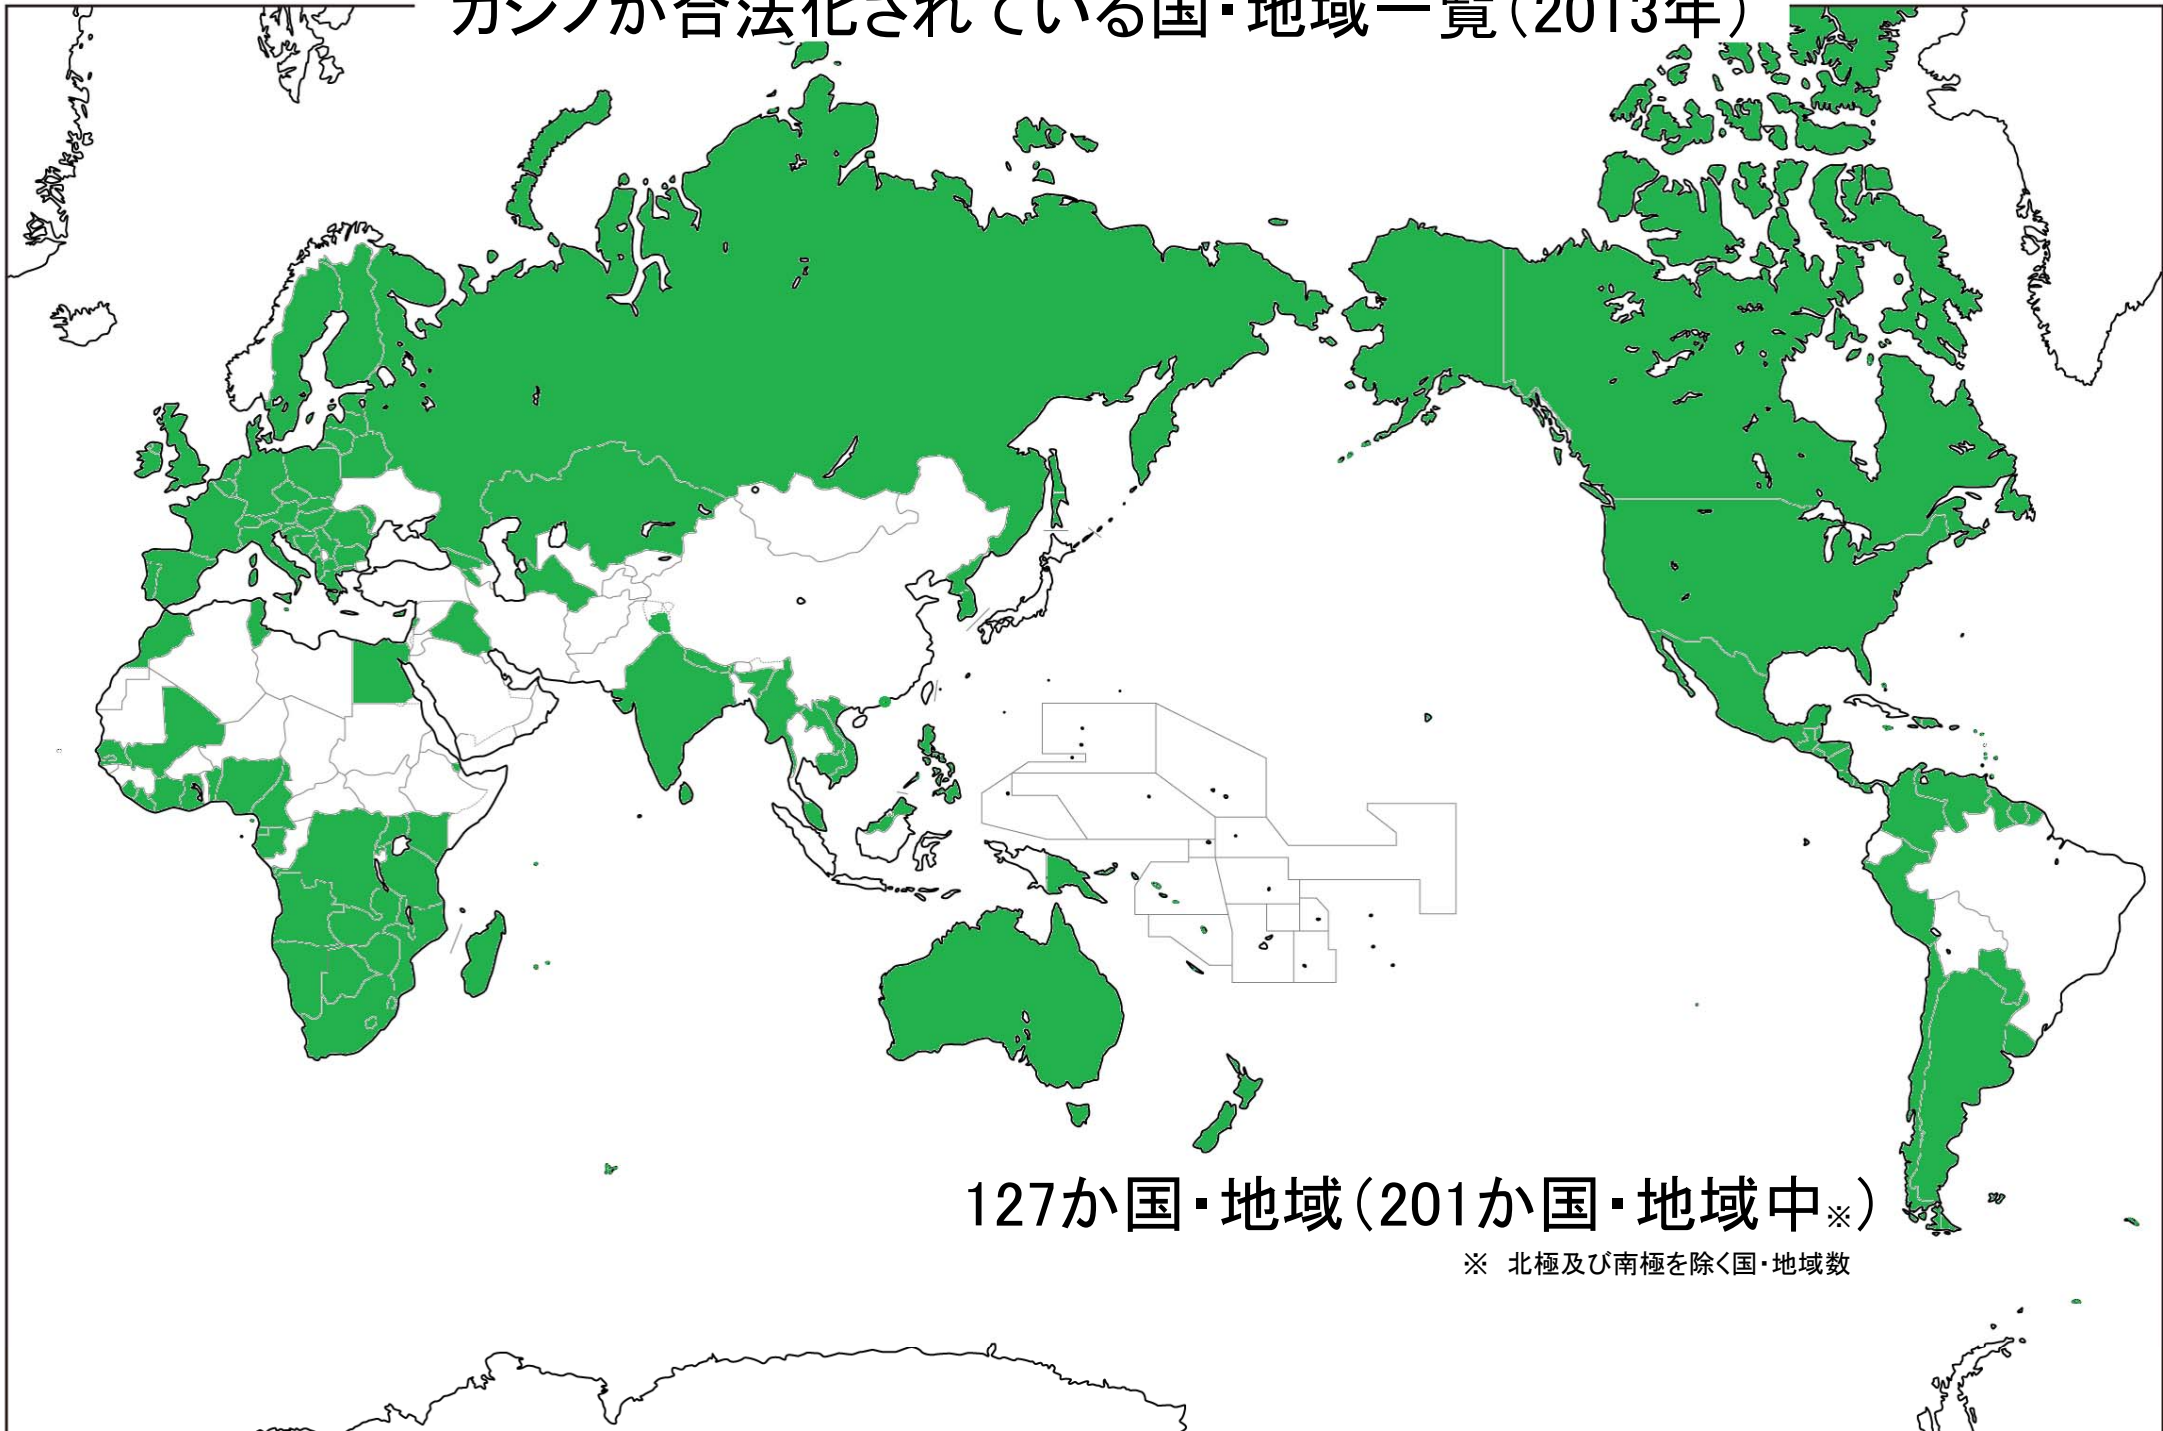 カジノが合法化されている国・地域一覧（2013年）
127か国・地域（201か国・地域中※）
※ 北極及び南極を除く国・地域数